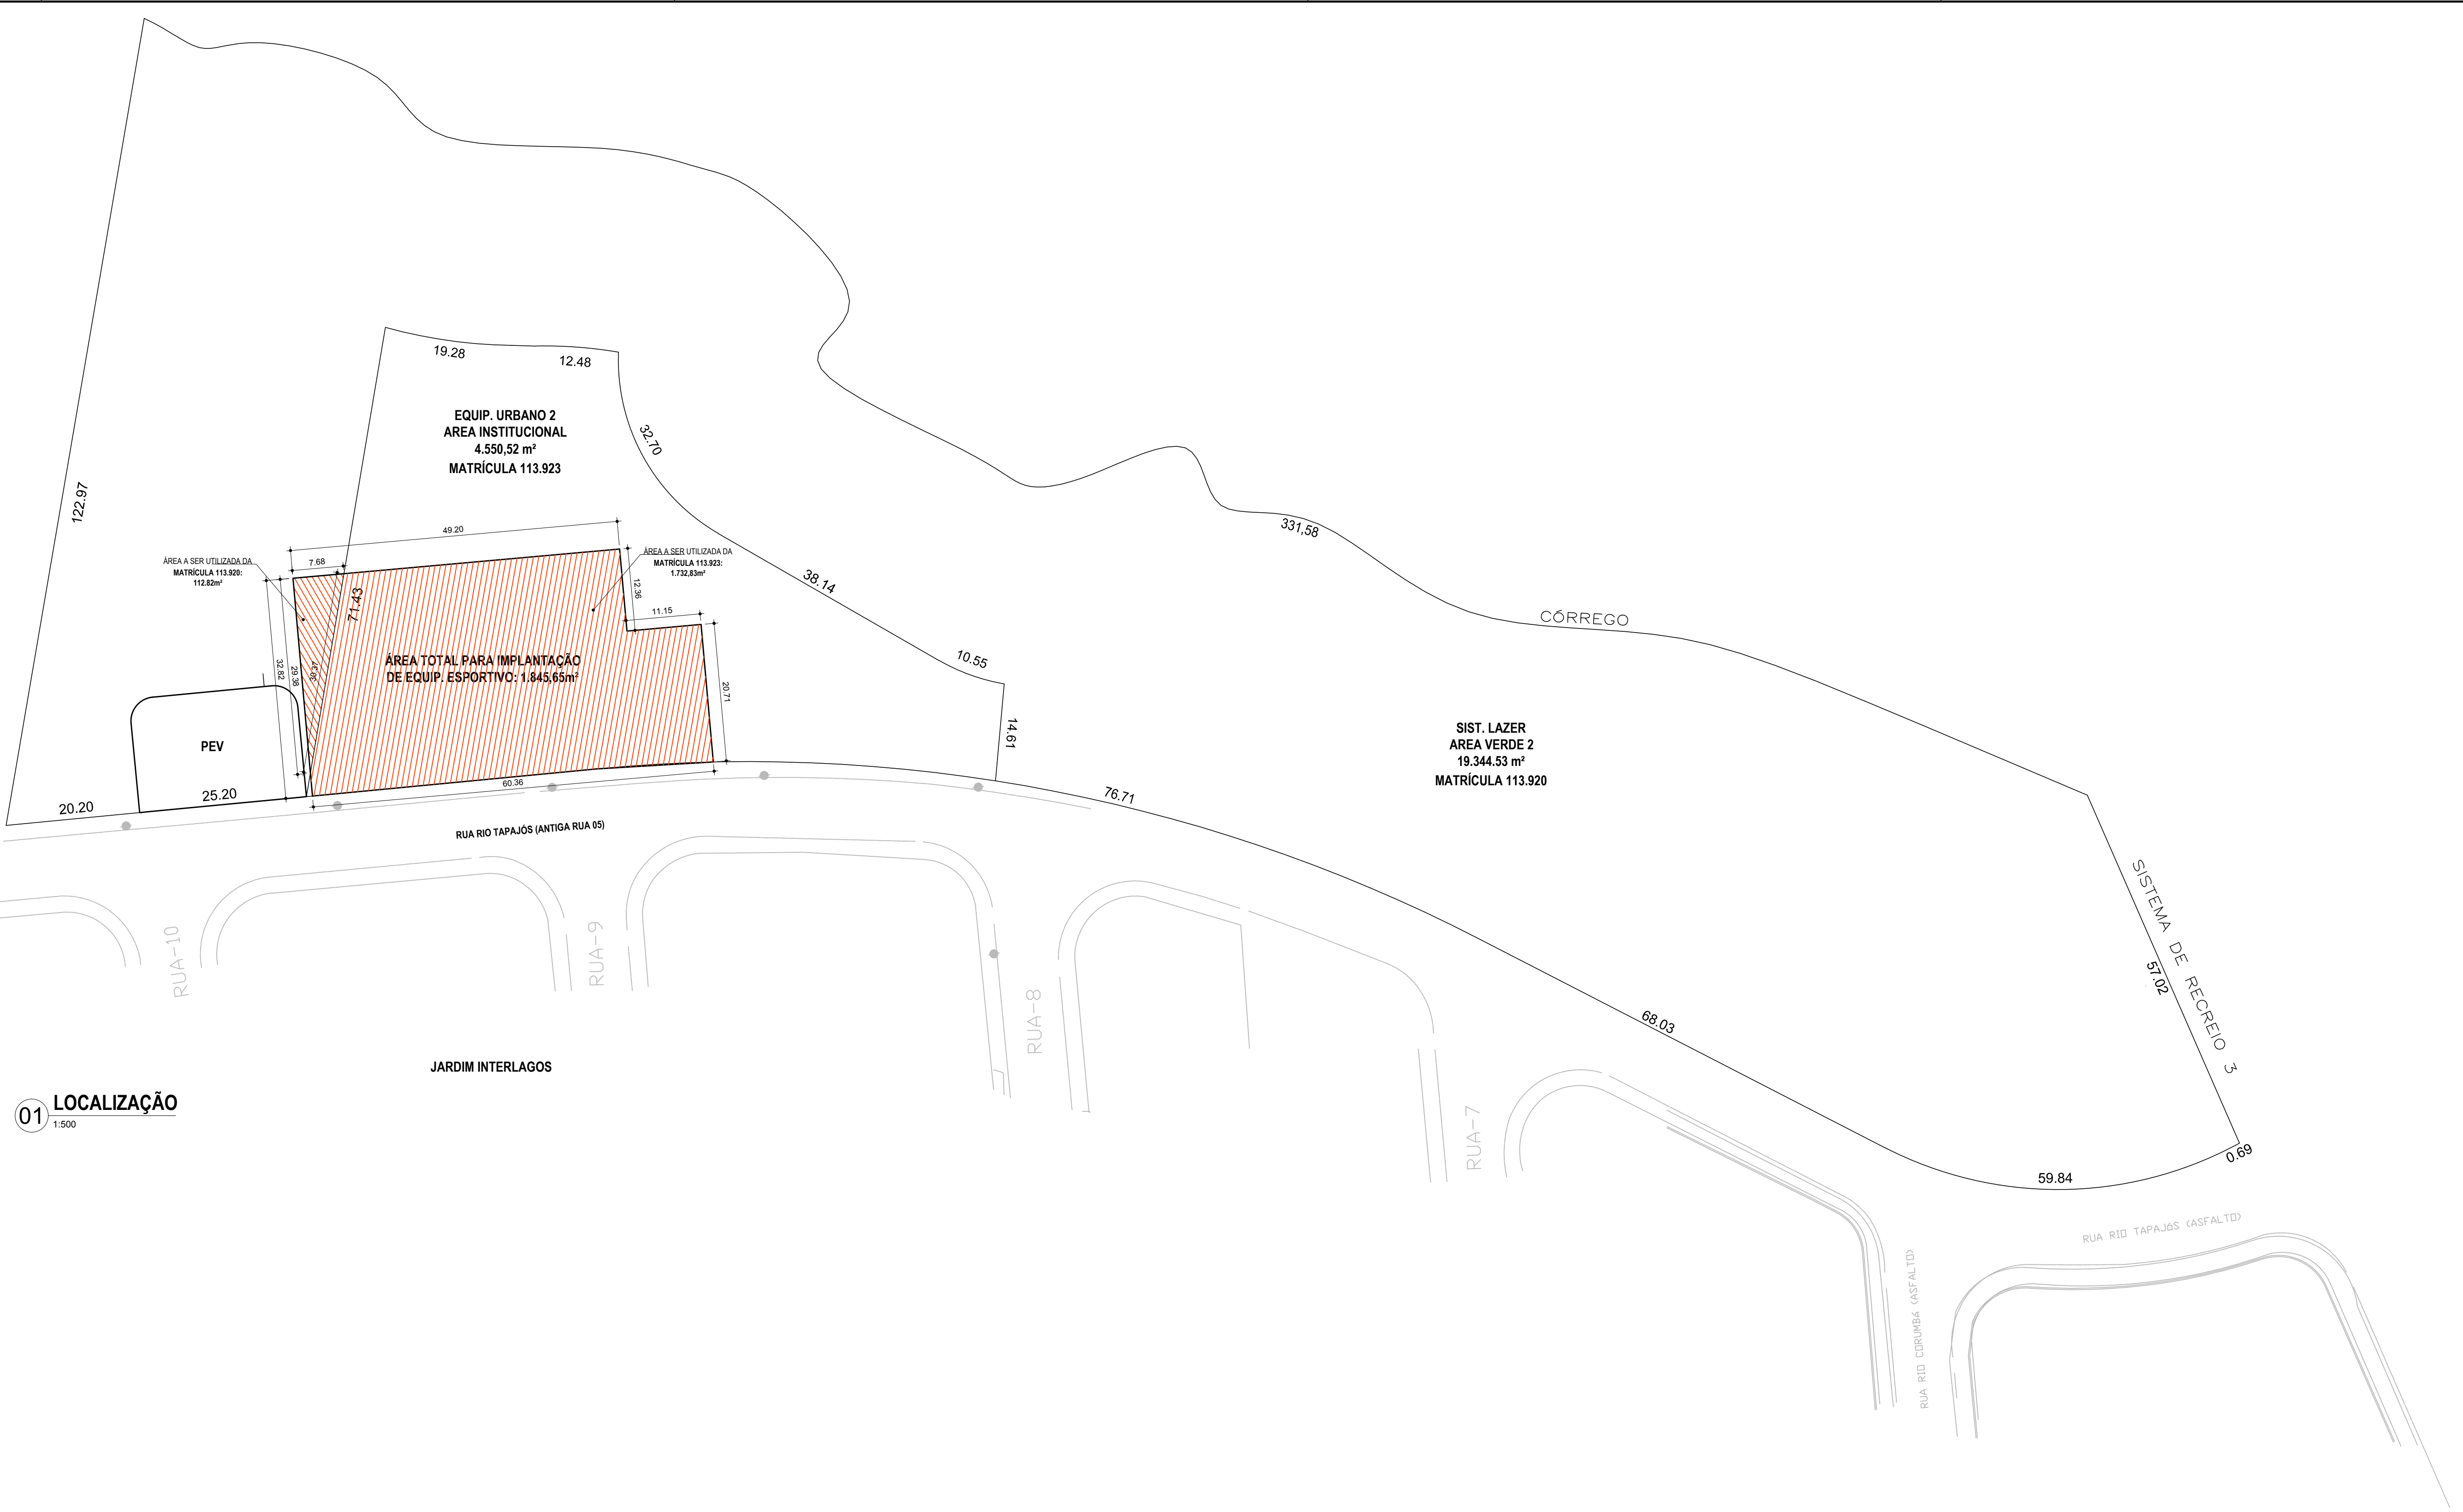 122.97
19.28
12.48
32.70
EQUIP. URBANO 2
AREA INSTITUCIONAL
4.550,52 m²
MATRÍCULA 113.923
331,58
38.14
49.20
7.68
ÁREA A SER UTILIZADA DA
MATRÍCULA 113.920:
112.82m²
ÁREA A SER UTILIZADA DA
MATRÍCULA 113.923:
1.732,83m²
12.36
71.43
11.15
CÓRREGO
32.82
29.38
30.37
ÁREA TOTAL PARA IMPLANTAÇÃO
DE EQUIP. ESPORTIVO: 1.845,65m²
20.71
10.55
14.61
PEV
SIST. LAZER
AREA VERDE 2
19.344.53 m²
MATRÍCULA 113.920
20.20
25.20
60.36
76.71
RUA RIO TAPAJÓS (ANTIGA RUA 05)
SISTEMA DE RECREIO 3
57.02
RUA-10
RUA-9
RUA-8
RUA-7
68.03
JARDIM INTERLAGOS
01 LOCALIZAÇÃO
1:500
59.84
0.69
RUA RIO TAPAJóS (ASFALTO)
RUA RIO CORUMBá (ASFALTO)